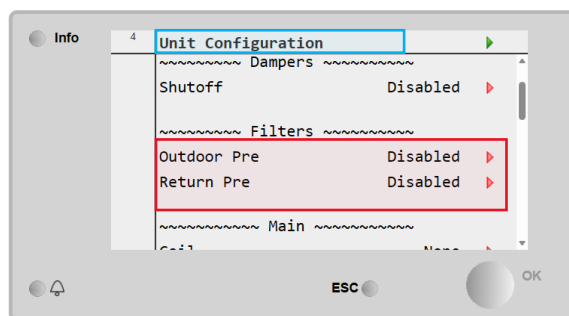 Info
4 Unit Configuration
~~~~~~~~~ Dampers ~~~~~~~~~~
Shutoff Disabled
~~~~~~~~~ Filters ~~~~~~~~~~
Outdoor Pre Disabled
Return Pre Disabled
~~~~~~~~~~~ Main ~~~~~~~~~~~
ESC
OK